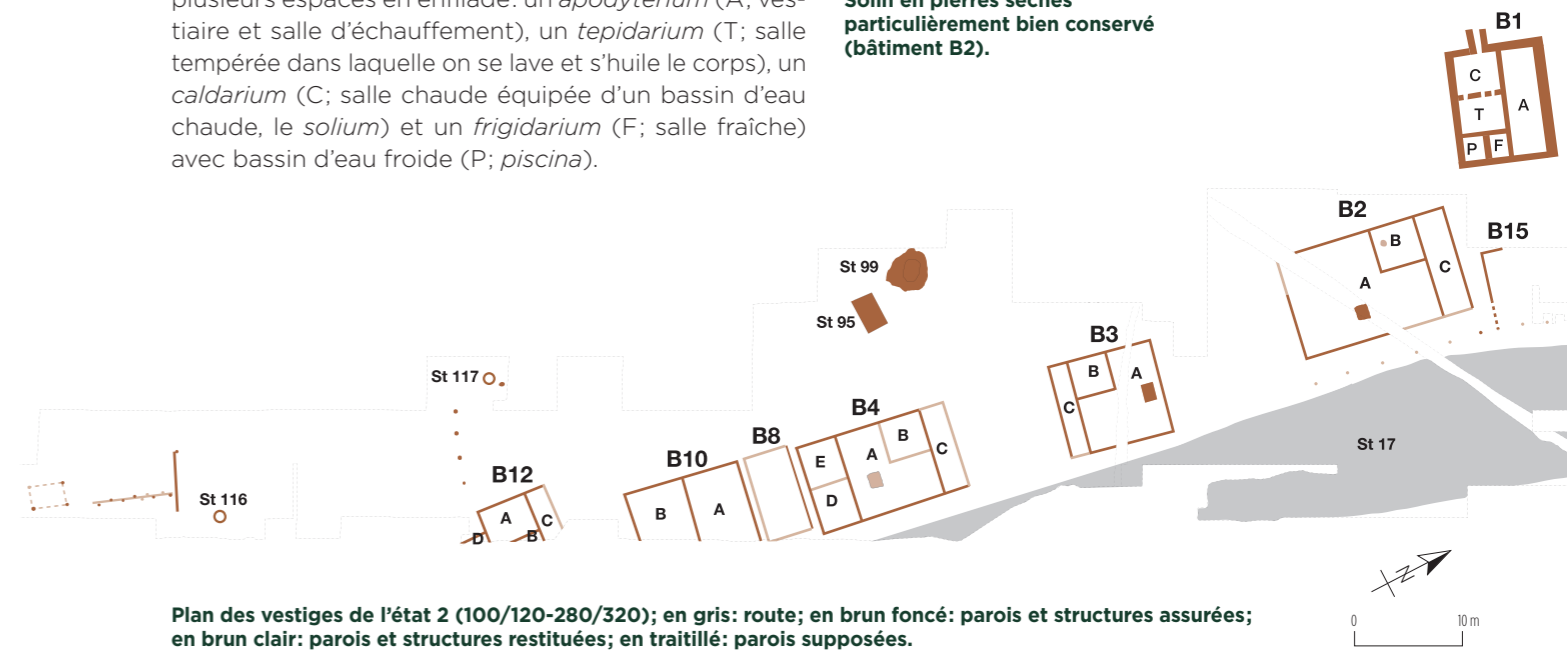 plusieurs espaces en enfilade: un apodyterium (A; ves-
tiaire et salle d'échauffement), un tepidarium (T; salle
tempérée dans laquelle on se lave et s'huile le corps), un
caldarium (C; salle chaude équipée d'un bassin d'eau
chaude, le solium) et un frigidarium (F; salle fraîche)
avec bassin d'eau froide (P; piscina).
Solin en pierres sèches
particulièrement bien conservé
(bâtiment B2).
B1
C
A
T
P F
B2
B
A
C
B15
St 99
St 95
B3
B
A
C
St 117
B4
B
E
A
C
D
B8
B10
B
A
B12
A
C
D
B
St 116
St 17
N
0 10 m
Plan des vestiges de l'état 2 (100/120-280/320); en gris: route; en brun foncé: parois et structures assurées;
en brun clair: parois et structures restituées; en traitillé: parois supposées.